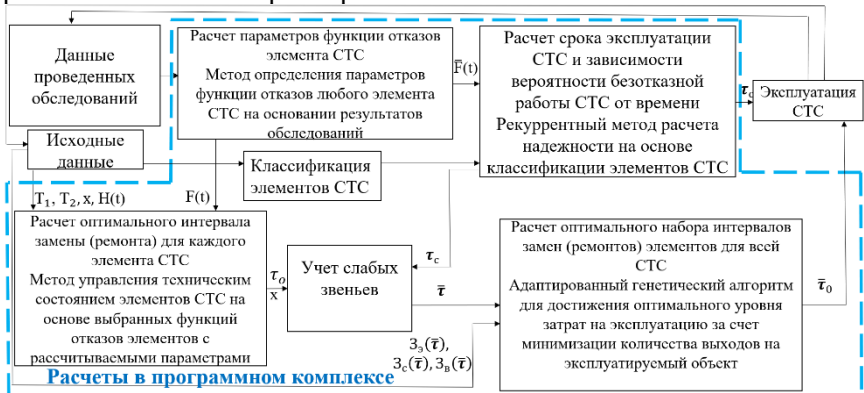 Данные
проведенных
обследований
Расчет параметров функции отказов
элемента СТС
Метод определения параметров
функции отказов любого элемента
СТС на основании результатов
обследований
F̅(t)
Расчет срока эксплуатации
СТС и зависимости
вероятности безотказной
работы СТС от времени
Рекуррентный метод расчета
надежности на основе
классификации элементов СТС
τc
Эксплуатация
СТС
Исходные
данные
Классификация
элементов СТС
T₁, T₂, x, H(t)
F(t)
Расчет оптимального интервала
замены (ремонта) для каждого
элемента СТС
Метод управления техническим
состоянием элементов СТС на
основе выбранных функций
отказов элементов с
рассчитываемыми параметрами
τo
x
Учет слабых
звеньев
τc
τ̅
Расчет оптимального набора интервалов
замен (ремонтов) элементов для всей
СТС
Адаптированный генетический алгоритм
для достижения оптимального уровня
затрат на эксплуатацию за счет
минимизации количества выходов на
эксплуатируемый объект
τ̅₀
Зэ(τ̅),
Зс(τ̅), Зв(τ̅)
Расчеты в программном комплексе